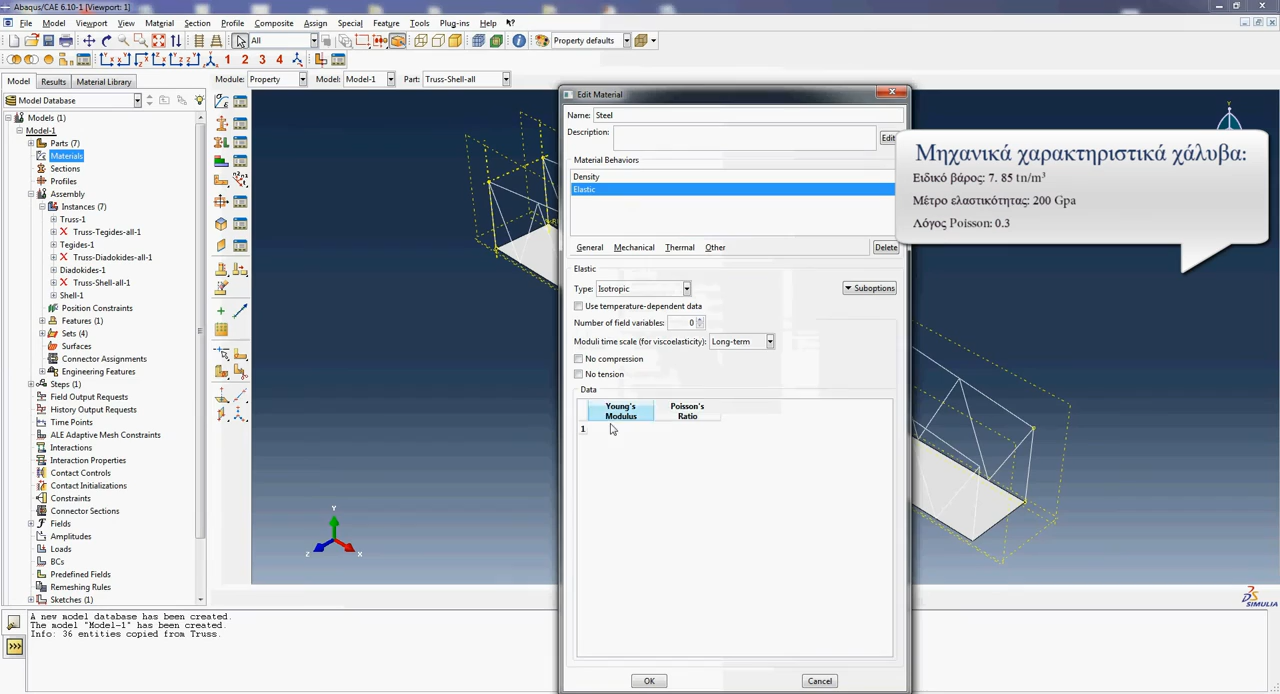 Abaqus/CAE 6.10-1 [Viewport: 1]
File Model Viewport View Material Section Profile Composite Assign Special Feature Tools Plug-ins Help
All Property defaults
1 2 3 4
Model Results Material Library Module: Property Model: Model-1 Part: Truss-Shell-all
Model Database
Models (1)
Model-1
Parts (7)
Materials
Sections
Profiles
Assembly
Instances (7)
Truss-1
Truss-Tegides-all-1
Tegides-1
Truss-Diadokides-all-1
Diadokides-1
Truss-Shell-all-1
Shell-1
Position Constraints
Features (1)
Sets (4)
Surfaces
Connector Assignments
Engineering Features
Steps (1)
Field Output Requests
History Output Requests
Time Points
ALE Adaptive Mesh Constraints
Interactions
Interaction Properties
Contact Controls
Contact Initializations
Constraints
Connector Sections
Fields
Amplitudes
Loads
BCs
Predefined Fields
Remeshing Rules
Sketches (1)
Edit Material
Name: Steel
Description:
Edit
Material Behaviors
Density
Elastic
General Mechanical Thermal Other Delete
Elastic
Type: Isotropic Suboptions
Use temperature-dependent data
Number of field variables: 0
Moduli time scale (for viscoelasticity): Long-term
No compression
No tension
Data
Young's Poisson's
Modulus Ratio
1
OK Cancel
Μηχανικά χαρακτηριστικά χάλυβα:
Ειδικό βάρος: 7. 85 tn/m³
Μέτρο ελαστικότητας: 200 Gpa
Λόγος Poisson: 0.3
Y
Z X
Y
SIMULIA
A new model database has been created.
The model "Model-1" has been created.
Info: 36 entities copied from Truss.